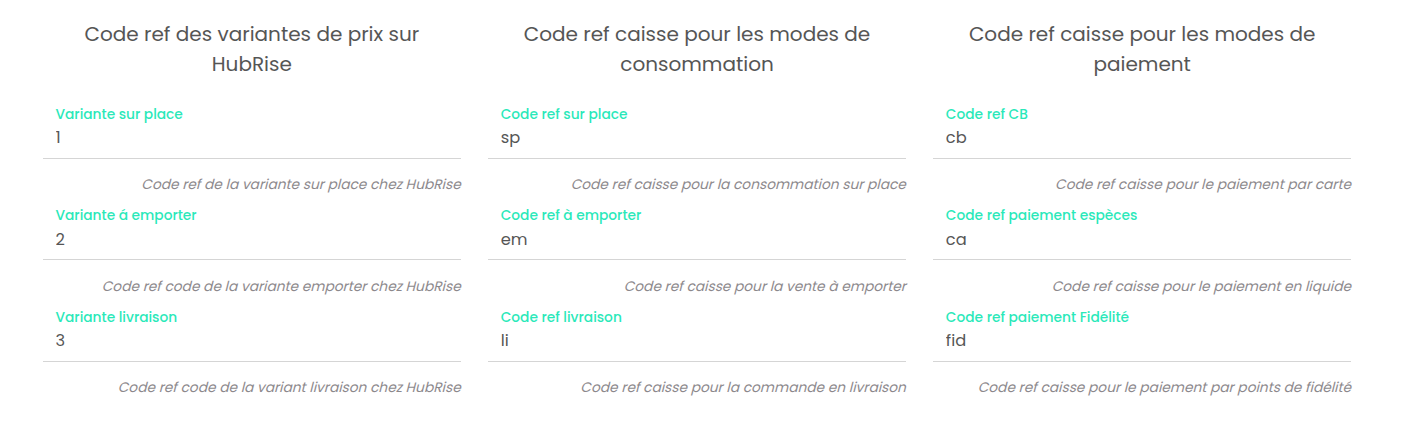 Code ref des variantes de prix sur
HubRise
Variante sur place
1
Code ref de la variante sur place chez HubRise
Variante á emporter
2
Code ref code de la variante emporter chez HubRise
Variante livraison
3
Code ref code de la variant livraison chez HubRise
Code ref caisse pour les modes de
consommation
Code ref sur place
sp
Code ref caisse pour la consommation sur place
Code ref à emporter
em
Code ref caisse pour la vente à emporter
Code ref livraison
li
Code ref caisse pour la commande en livraison
Code ref caisse pour les modes de
paiement
Code ref CB
cb
Code ref caisse pour le paiement par carte
Code ref paiement espèces
ca
Code ref caisse pour le paiement en liquide
Code ref paiement Fidélité
fid
Code ref caisse pour le paiement par points de fidélité